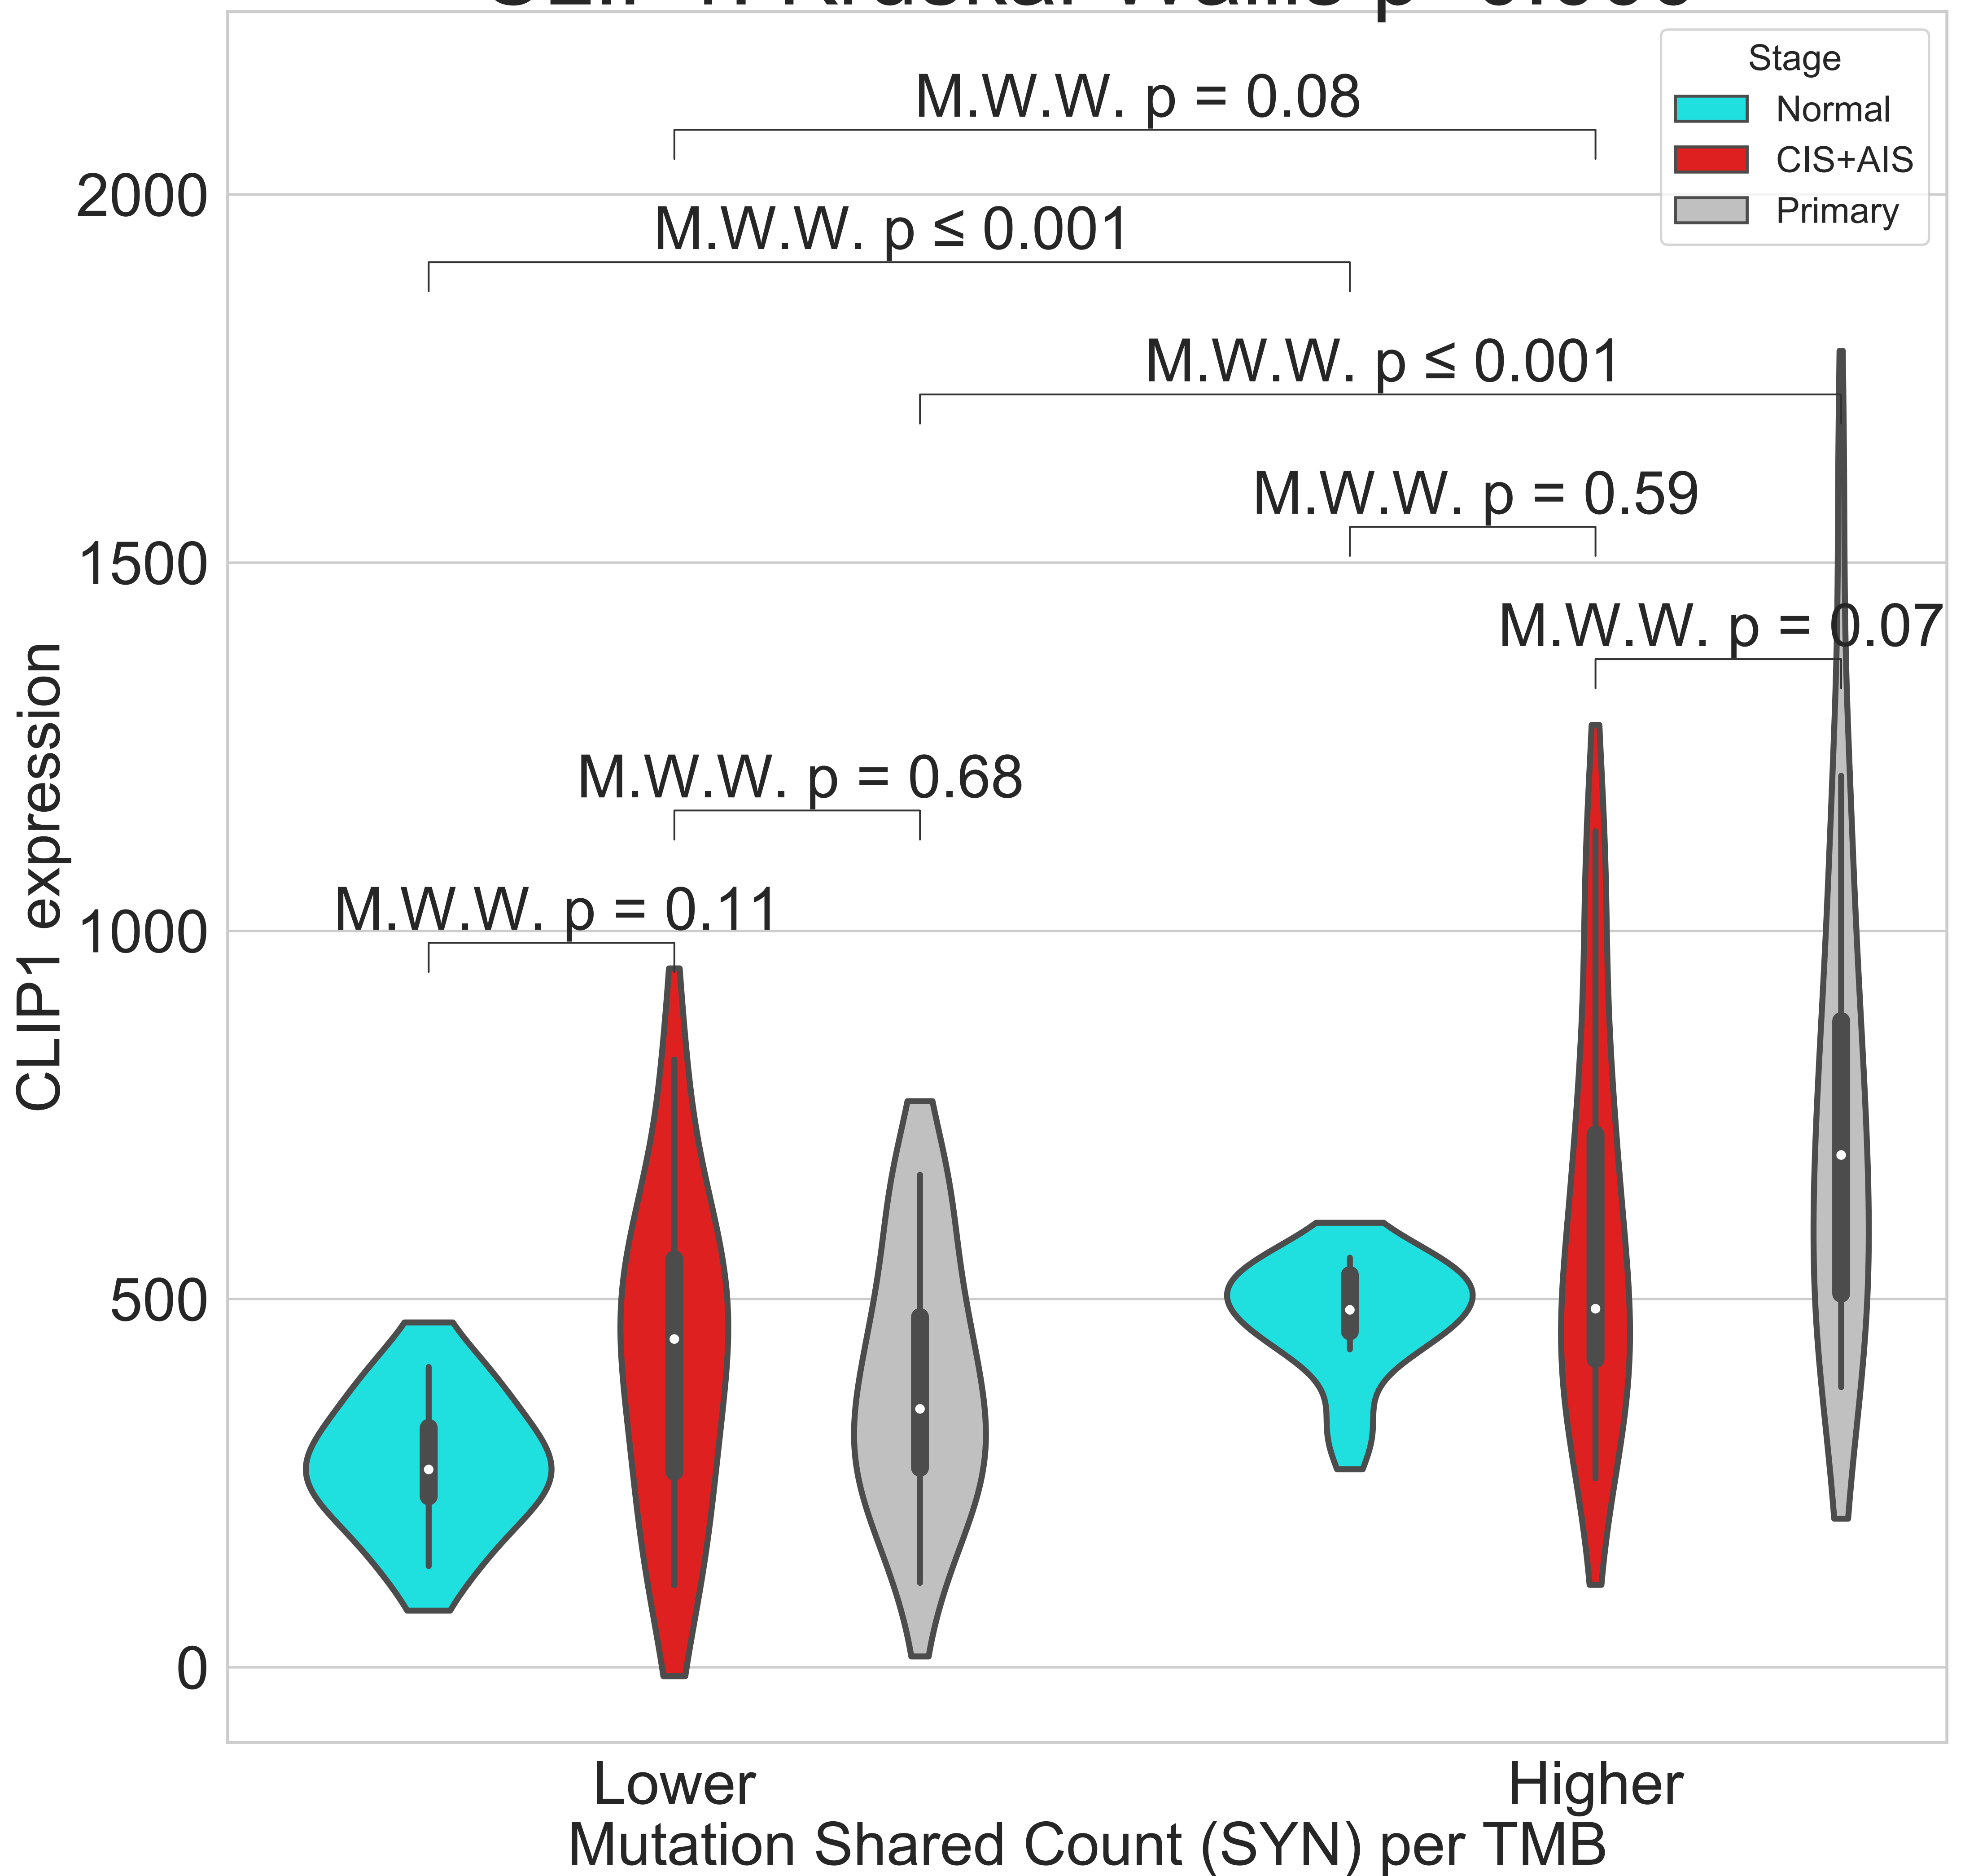 Stage
Normal
CIS+AIS
Primary
M.W.W. p = 0.08
M.W.W. p ≤ 0.001
M.W.W. p ≤ 0.001
M.W.W. p = 0.59
M.W.W. p = 0.07
M.W.W. p = 0.68
M.W.W. p = 0.11
2000
1500
1000
500
0
CLIP1 expression
Lower
Higher
Mutation Shared Count (SYN) per TMB